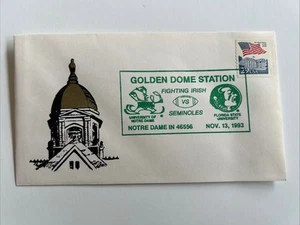 GOLDEN DOME STATION
FIGHTING IRISH
VS
SEMINOLES
UNIVERSITY OF
NOTRE DAME
FLORIDA STATE
UNIVERSITY
NOTRE DAME IN 46556 NOV. 13, 1993